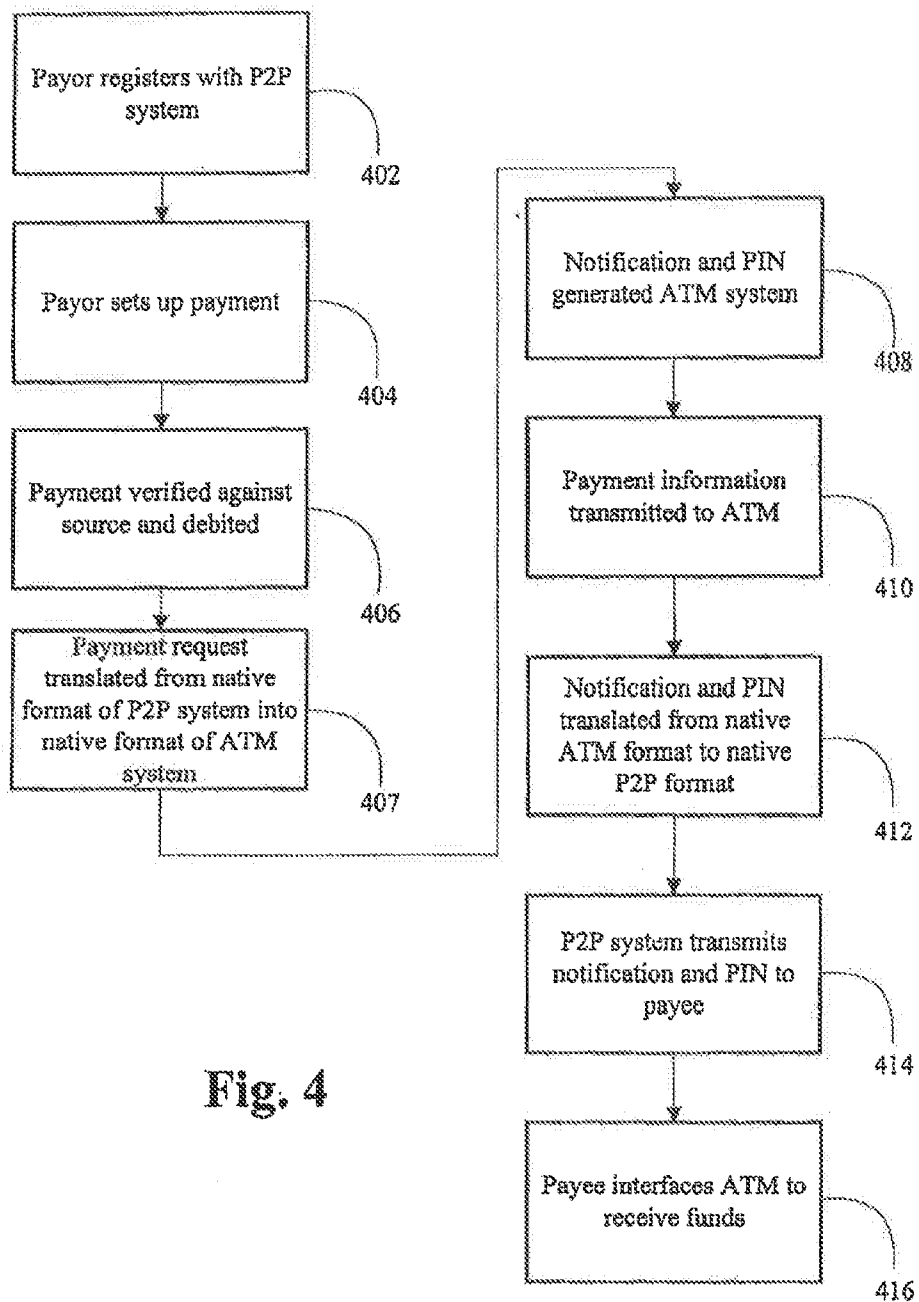 Payor registers with P2P
system
402
Payor sets up payment
404
Payment verified against
source and debited
406
Payment request
translated from native
format of P2P system into
native format of ATM
system
407
Notification and PIN
generated ATM system
408
Payment information
transmitted to ATM
410
Notification and PIN
translated from native
ATM format to native
P2P format
412
P2P system transmits
notification and PIN to
payee
414
Payee interfaces ATM to
receive funds
416
Fig. 4